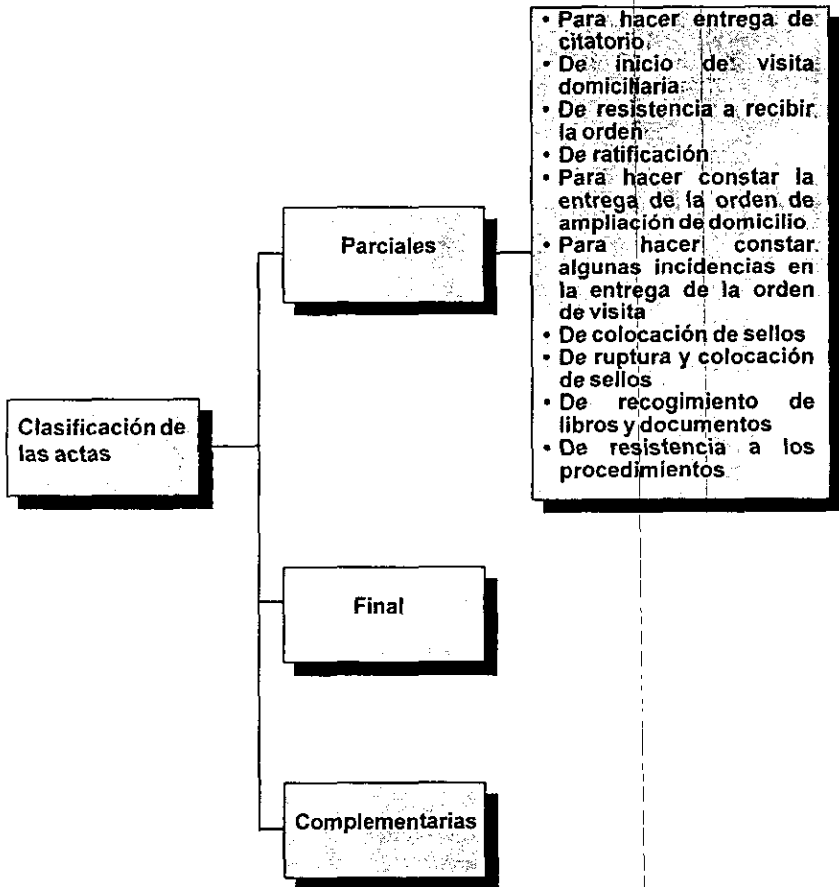 Clasificación de
las actas
Parciales
• Para hacer entrega de
citatorio
• De inicio de visita
domiciliaria
• De resistencia a recibir
la orden
• De ratificación
• Para hacer constar la
entrega de la orden de
ampliación de domicilio
• Para hacer constar
algunas incidencias en
la entrega de la orden
de visita
• De colocación de sellos
• De ruptura y colocación
de sellos
• De recogimiento de
libros y documentos
• De resistencia a los
procedimientos
Final
Complementarias